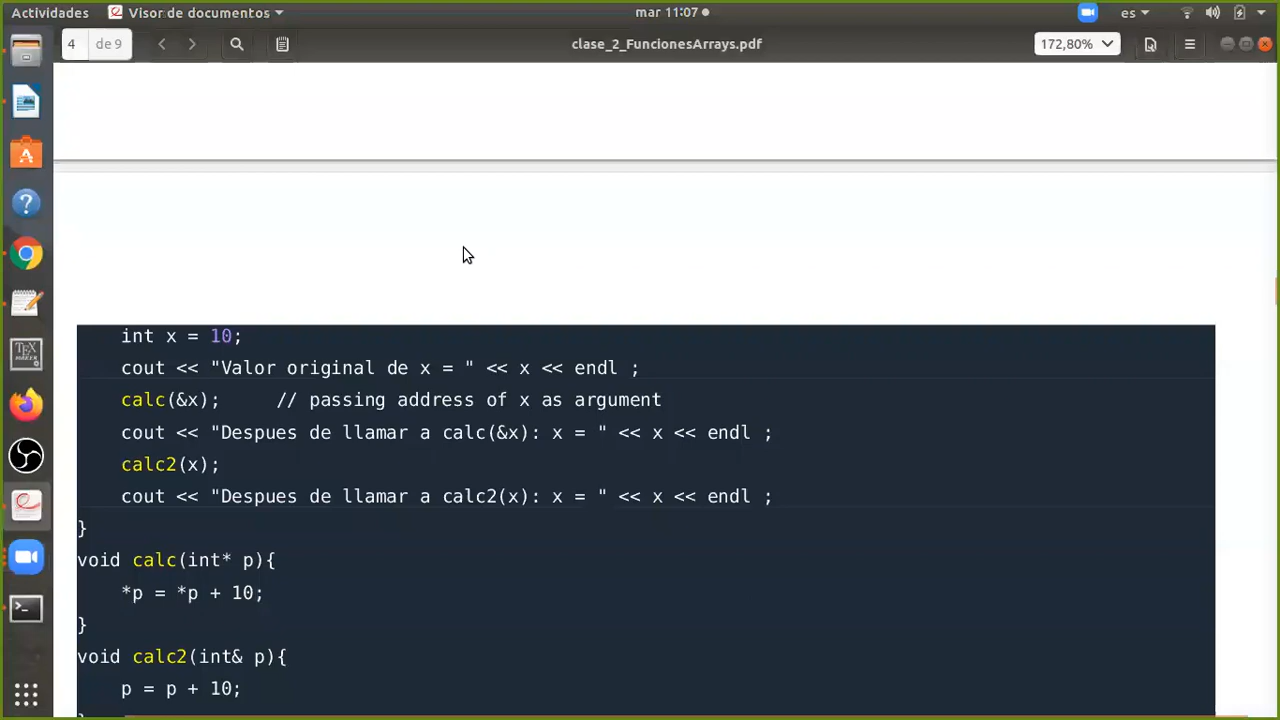 Actividades Visor de documentos mar 11:07 es
4 de 9 clase_2_FuncionesArrays.pdf 172,80%
int x = 10;
cout << "Valor original de x = " << x << endl ;
calc(&x); // passing address of x as argument
cout << "Despues de llamar a calc(&x): x = " << x << endl ;
calc2(x);
cout << "Despues de llamar a calc2(x): x = " << x << endl ;
}
void calc(int* p){
*p = *p + 10;
}
void calc2(int& p){
p = p + 10;
}